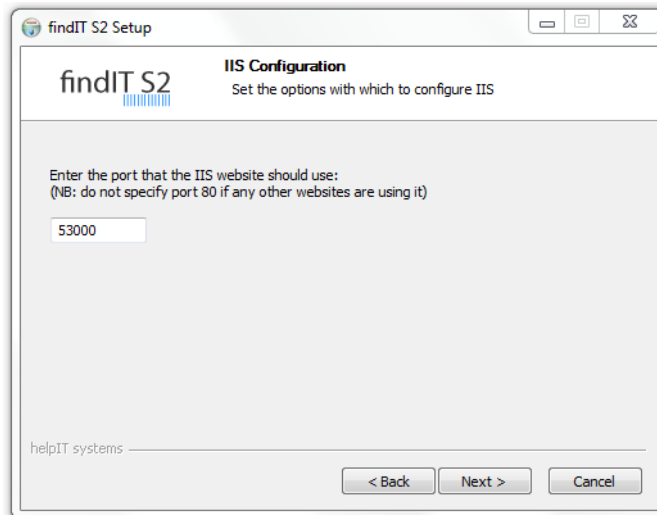 findIT S2 Setup
findIT S2
IIS Configuration
Set the options with which to configure IIS
Enter the port that the IIS website should use:
(NB: do not specify port 80 if any other websites are using it)
53000
helpIT systems
< Back
Next >
Cancel